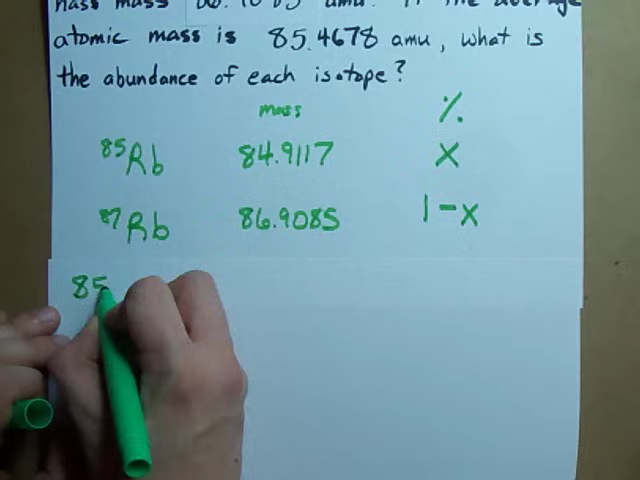 mass
atomic mass is 85.4678 amu, what is
the abundance of each isotope?
mass %
85Rb 84.9117 x
87Rb 86.9085 1-x
85